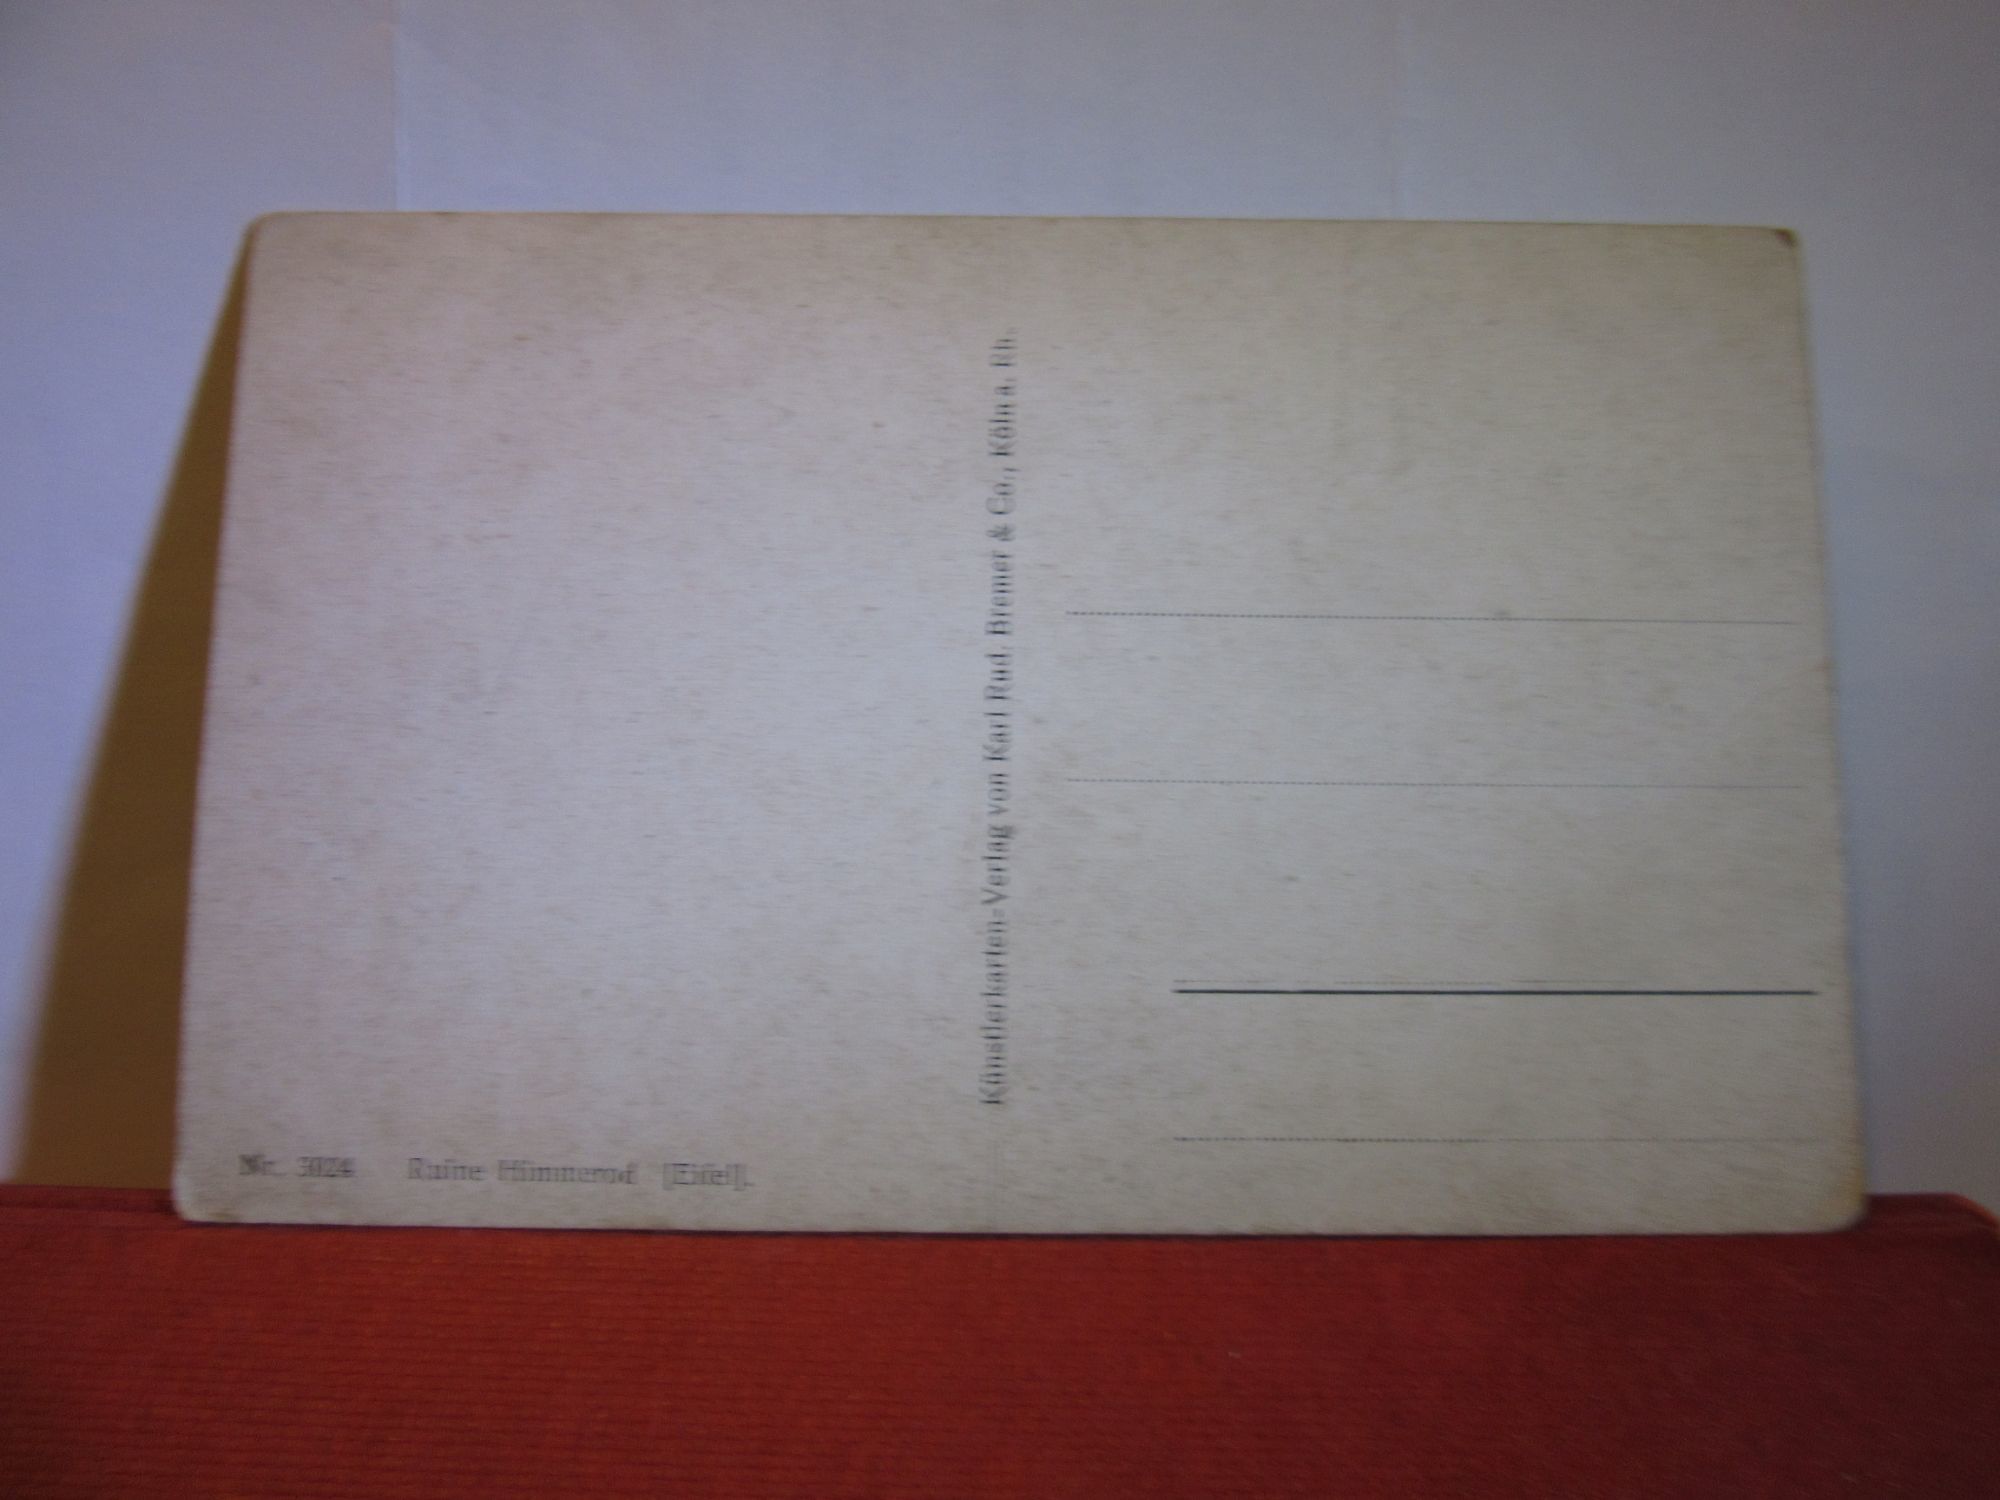 Künstlerkarten-Verlag von Karl Rud. Bremer & Co., Köln a. Rh.
Nr. 3024 Ruine Himmerod [Eifel].